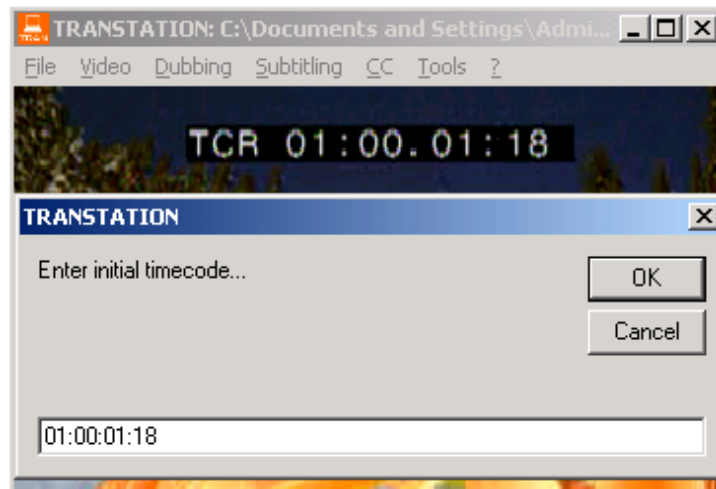 TRANSTATION: C:\Documents and Settings\Admi...
File Video Dubbing Subtitling CC Tools ?
TCR 01:00.01:18
TRANSTATION
Enter initial timecode...
OK
Cancel
01:00:01:18